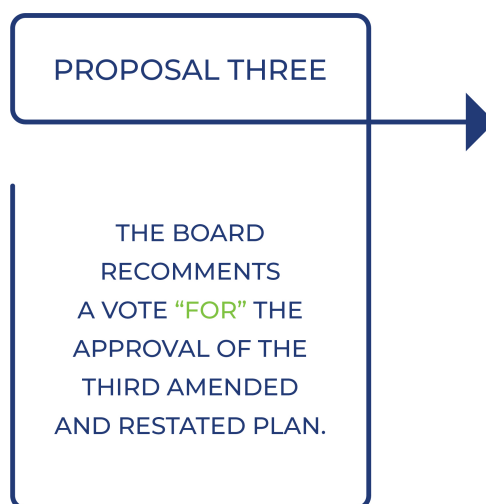 PROPOSAL THREE
THE BOARD
RECOMMENTS
A VOTE “FOR” THE
APPROVAL OF THE
THIRD AMENDED
AND RESTATED PLAN.